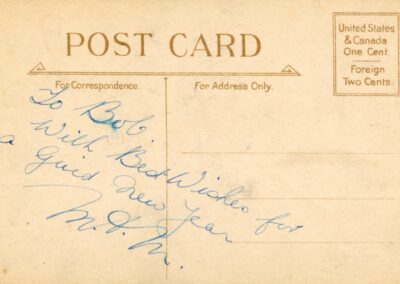 POST CARD
United States
& Canada
One Cent.
Foreign
Two Cents.
For Correspondence.
For Address Only.
To Bob.
With Best Wishes for
a Guid New Year
M.